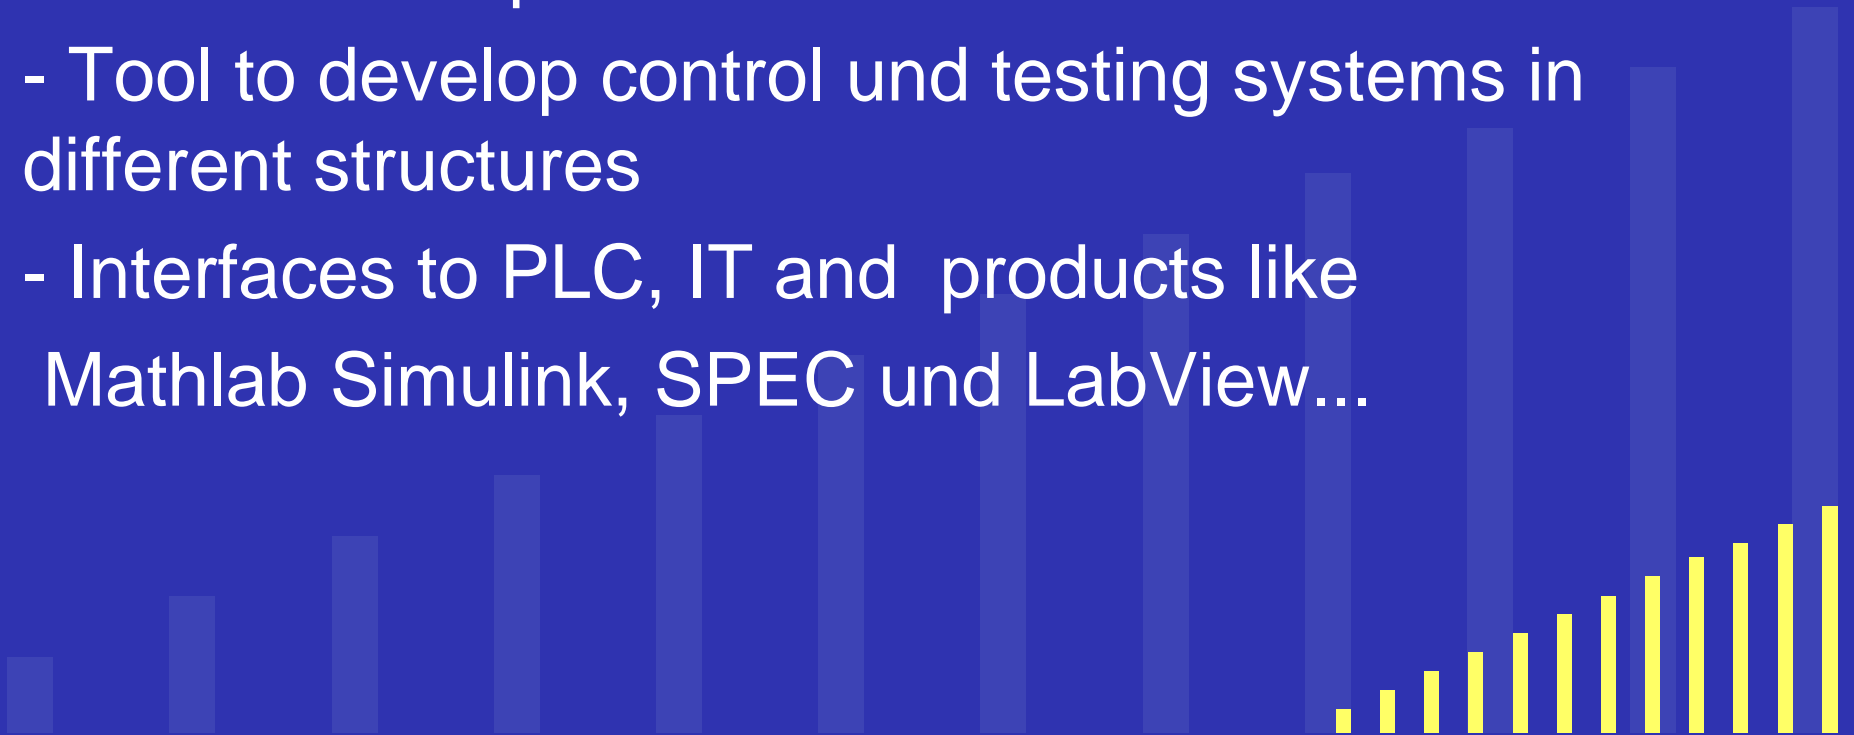 - Tool to develop control und testing systems in
different structures
- Interfaces to PLC, IT and  products like
Mathlab Simulink, SPEC und LabView...